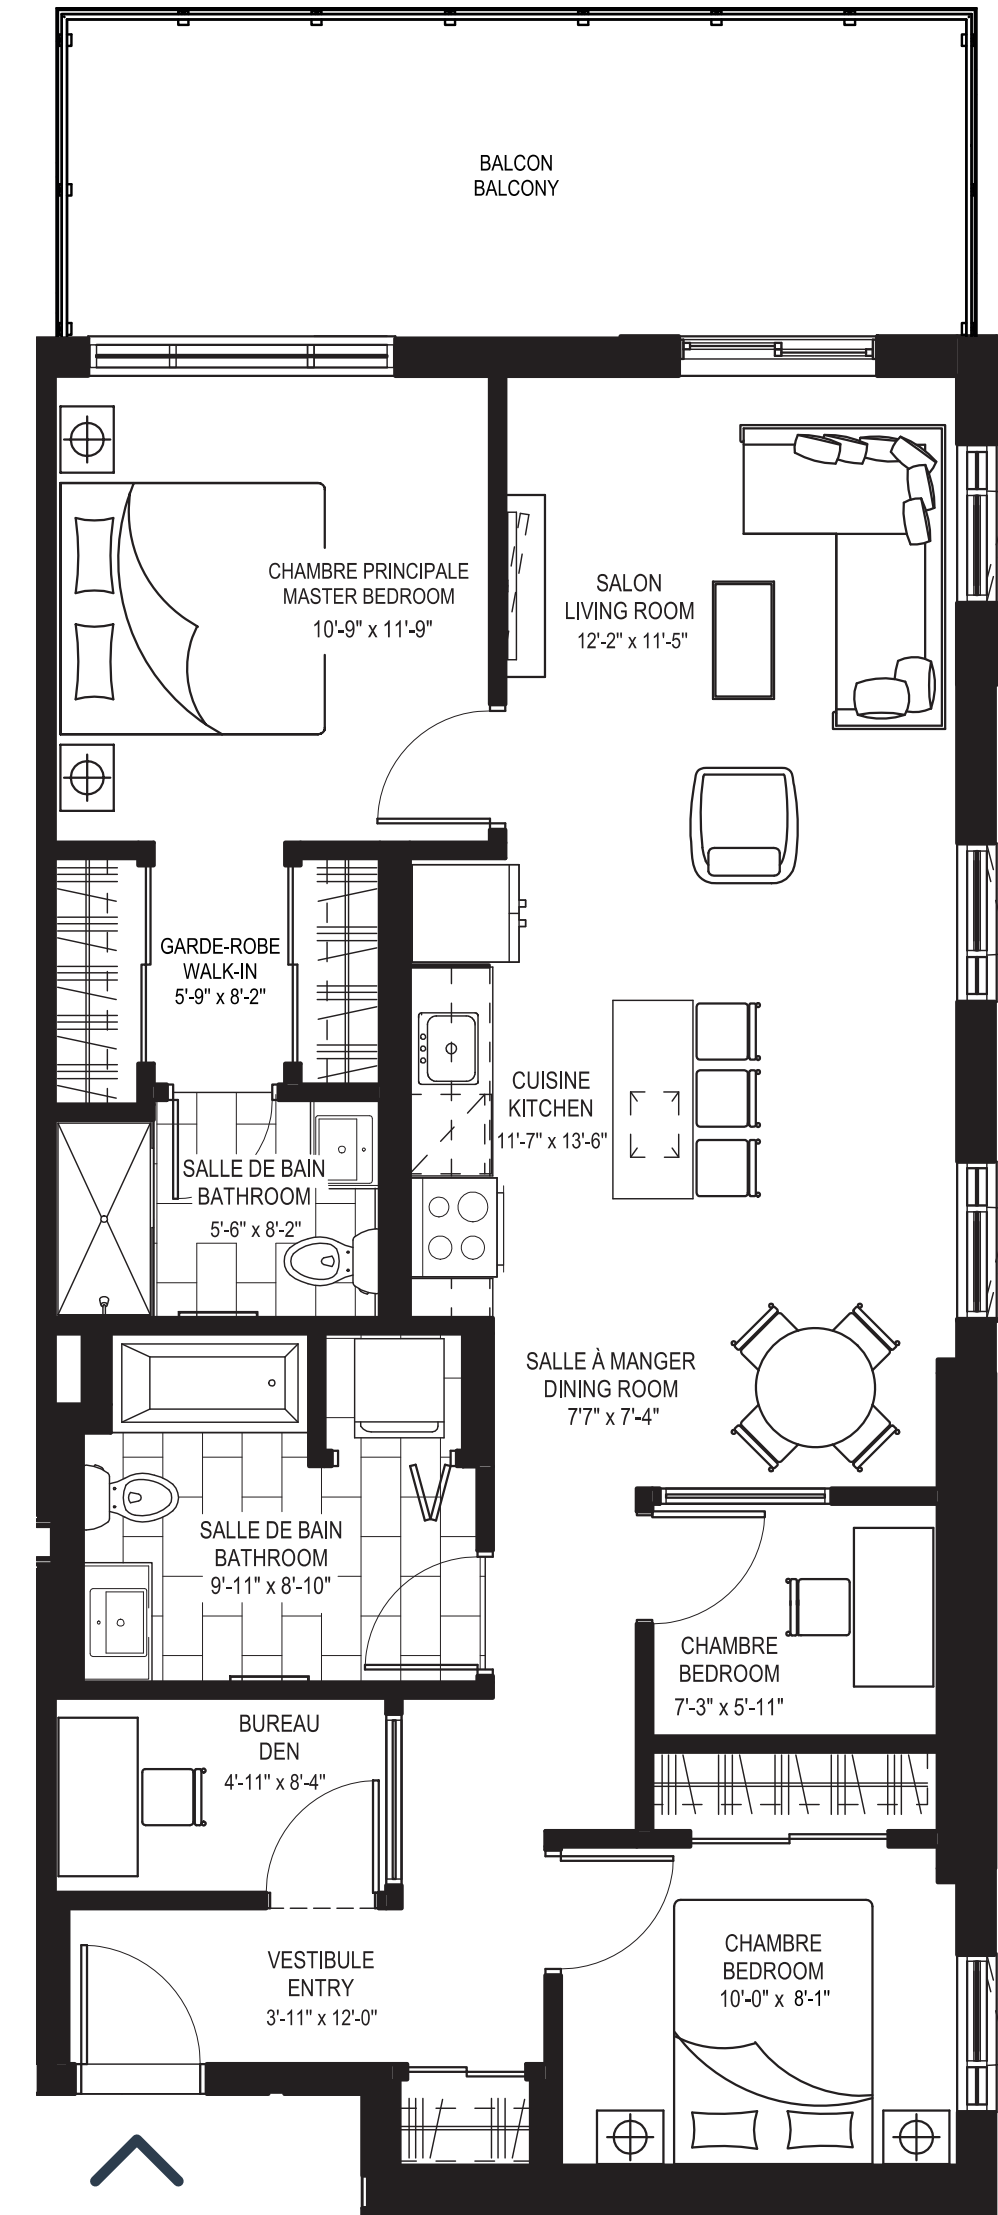 BALCON
BALCONY
CHAMBRE PRINCIPALE
MASTER BEDROOM
10'-9" x 11'-9"
SALON
LIVING ROOM
12'-2" x 11'-5"
GARDE-ROBE
WALK-IN
5'-9" x 8'-2"
CUISINE
KITCHEN
11'-7" x 13'-6"
SALLE DE BAIN
BATHROOM
5'-6" x 8'-2"
SALLE À MANGER
DINING ROOM
7'7" x 7'-4"
SALLE DE BAIN
BATHROOM
9'-11" x 8'-10"
CHAMBRE
BEDROOM
7'-3" x 5'-11"
BUREAU
DEN
4'-11" x 8'-4"
VESTIBULE
ENTRY
3'-11" x 12'-0"
CHAMBRE
BEDROOM
10'-0" x 8'-1"